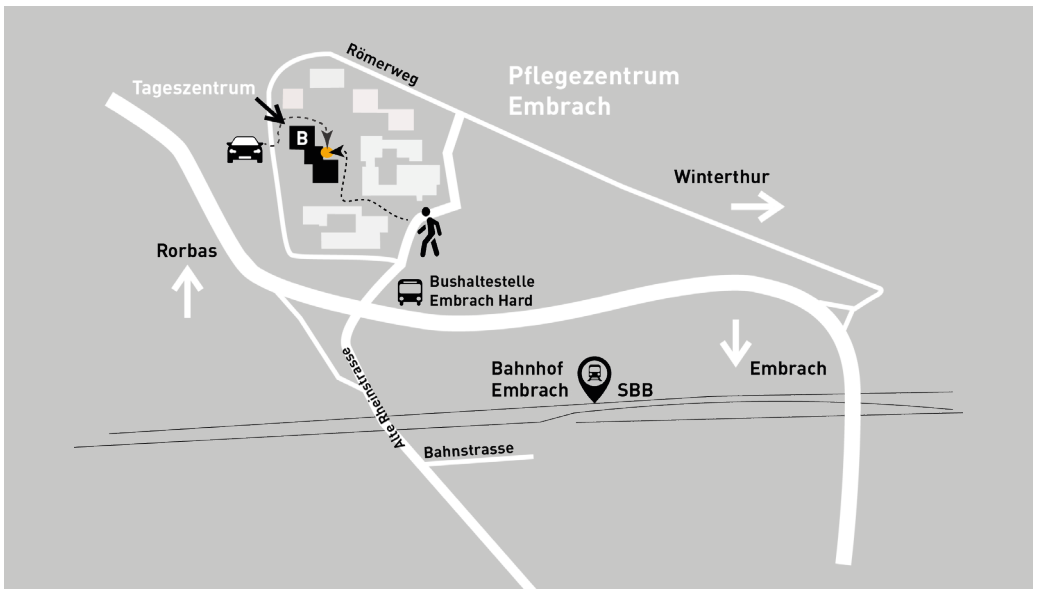 Römerweg
Pflegezentrum
Embrach
Tageszentrum
B
Winterthur
Rorbas
Bushaltestelle
Embrach Hard
Bahnhof
Embrach
SBB
Embrach
Alte Rheinstrasse
Bahnstrasse